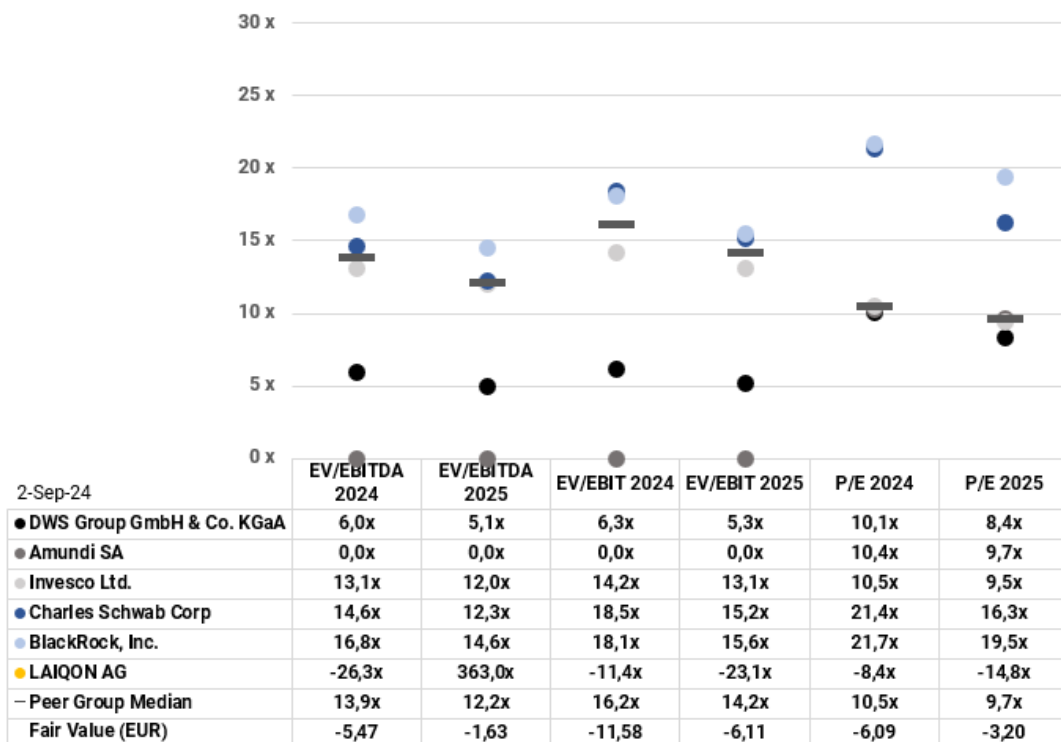 30 x
25 x
20 x
15 x
10 x
5 x
0 x
2-Sep-24 EV/EBITDA 2024 EV/EBITDA 2025 EV/EBIT 2024 EV/EBIT 2025 P/E 2024 P/E 2025
DWS Group GmbH & Co. KGaA 6,0x 5,1x 6,3x 5,3x 10,1x 8,4x
Amundi SA 0,0x 0,0x 0,0x 0,0x 10,4x 9,7x
Invesco Ltd. 13,1x 12,0x 14,2x 13,1x 10,5x 9,5x
Charles Schwab Corp 14,6x 12,3x 18,5x 15,2x 21,4x 16,3x
BlackRock, Inc. 16,8x 14,6x 18,1x 15,6x 21,7x 19,5x
LAIQON AG -26,3x 363,0x -11,4x -23,1x -8,4x -14,8x
Peer Group Median 13,9x 12,2x 16,2x 14,2x 10,5x 9,7x
Fair Value (EUR) -5,47 -1,63 -11,58 -6,11 -6,09 -3,20